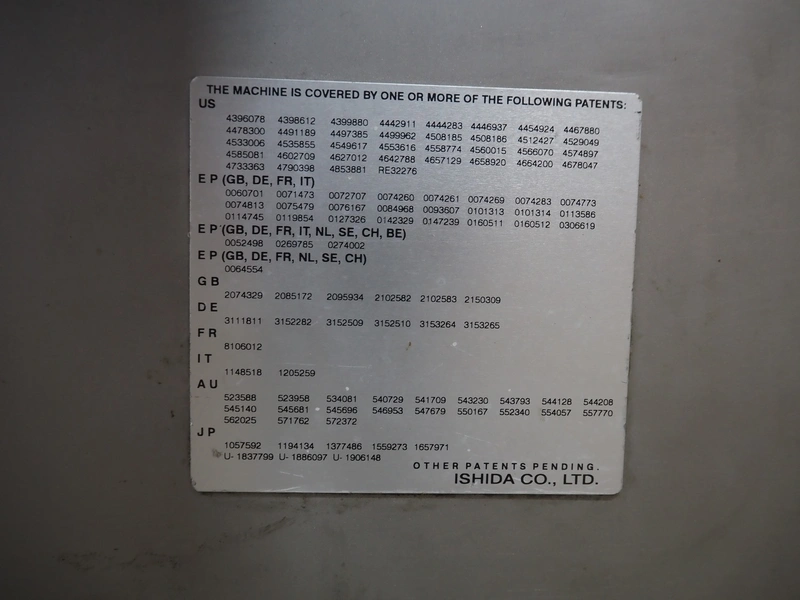 THE MACHINE IS COVERED BY ONE OR MORE OF THE FOLLOWING PATENTS:
US
4396078 4398612 4399880 4442911 4444283 4446937 4454924 4467880
4478300 4491189 4497385 4499962 4508185 4508186 4512427 4529049
4533006 4535855 4549617 4553616 4558774 4560015 4566070 4574897
4585081 4602709 4627012 4642788 4657129 4658920 4664200 4678047
4733363 4790398 4853881 RE32276
EP (GB, DE, FR, IT)
0060701 0071473 0072707 0074260 0074261 0074269 0074283 0074773
0074813 0075479 0076167 0084968 0093607 0101313 0101314 0113586
0114745 0119854 0127326 0142329 0147239 0160511 0160512 0306619
EP (GB, DE, FR, IT, NL, SE, CH, BE)
0052498 0269785 0274002
EP (GB, DE, FR, NL, SE, CH)
0064554
GB
2074329 2085172 2095934 2102582 2102583 2150309
DE
3111811 3152282 3152509 3152510 3153264 3153265
FR
8106012
IT
1148518 1205259
AU
523588 523958 534081 540729 541709 543230 543793 544128 544208
545140 545681 545696 546953 547679 550167 552340 554057 557770
562025 571762 572372
JP
1057592 1194134 1377486 1559273 1657971
U- 1837799 U- 1886097 U- 1906148
OTHER PATENTS PENDING.
ISHIDA CO., LTD.